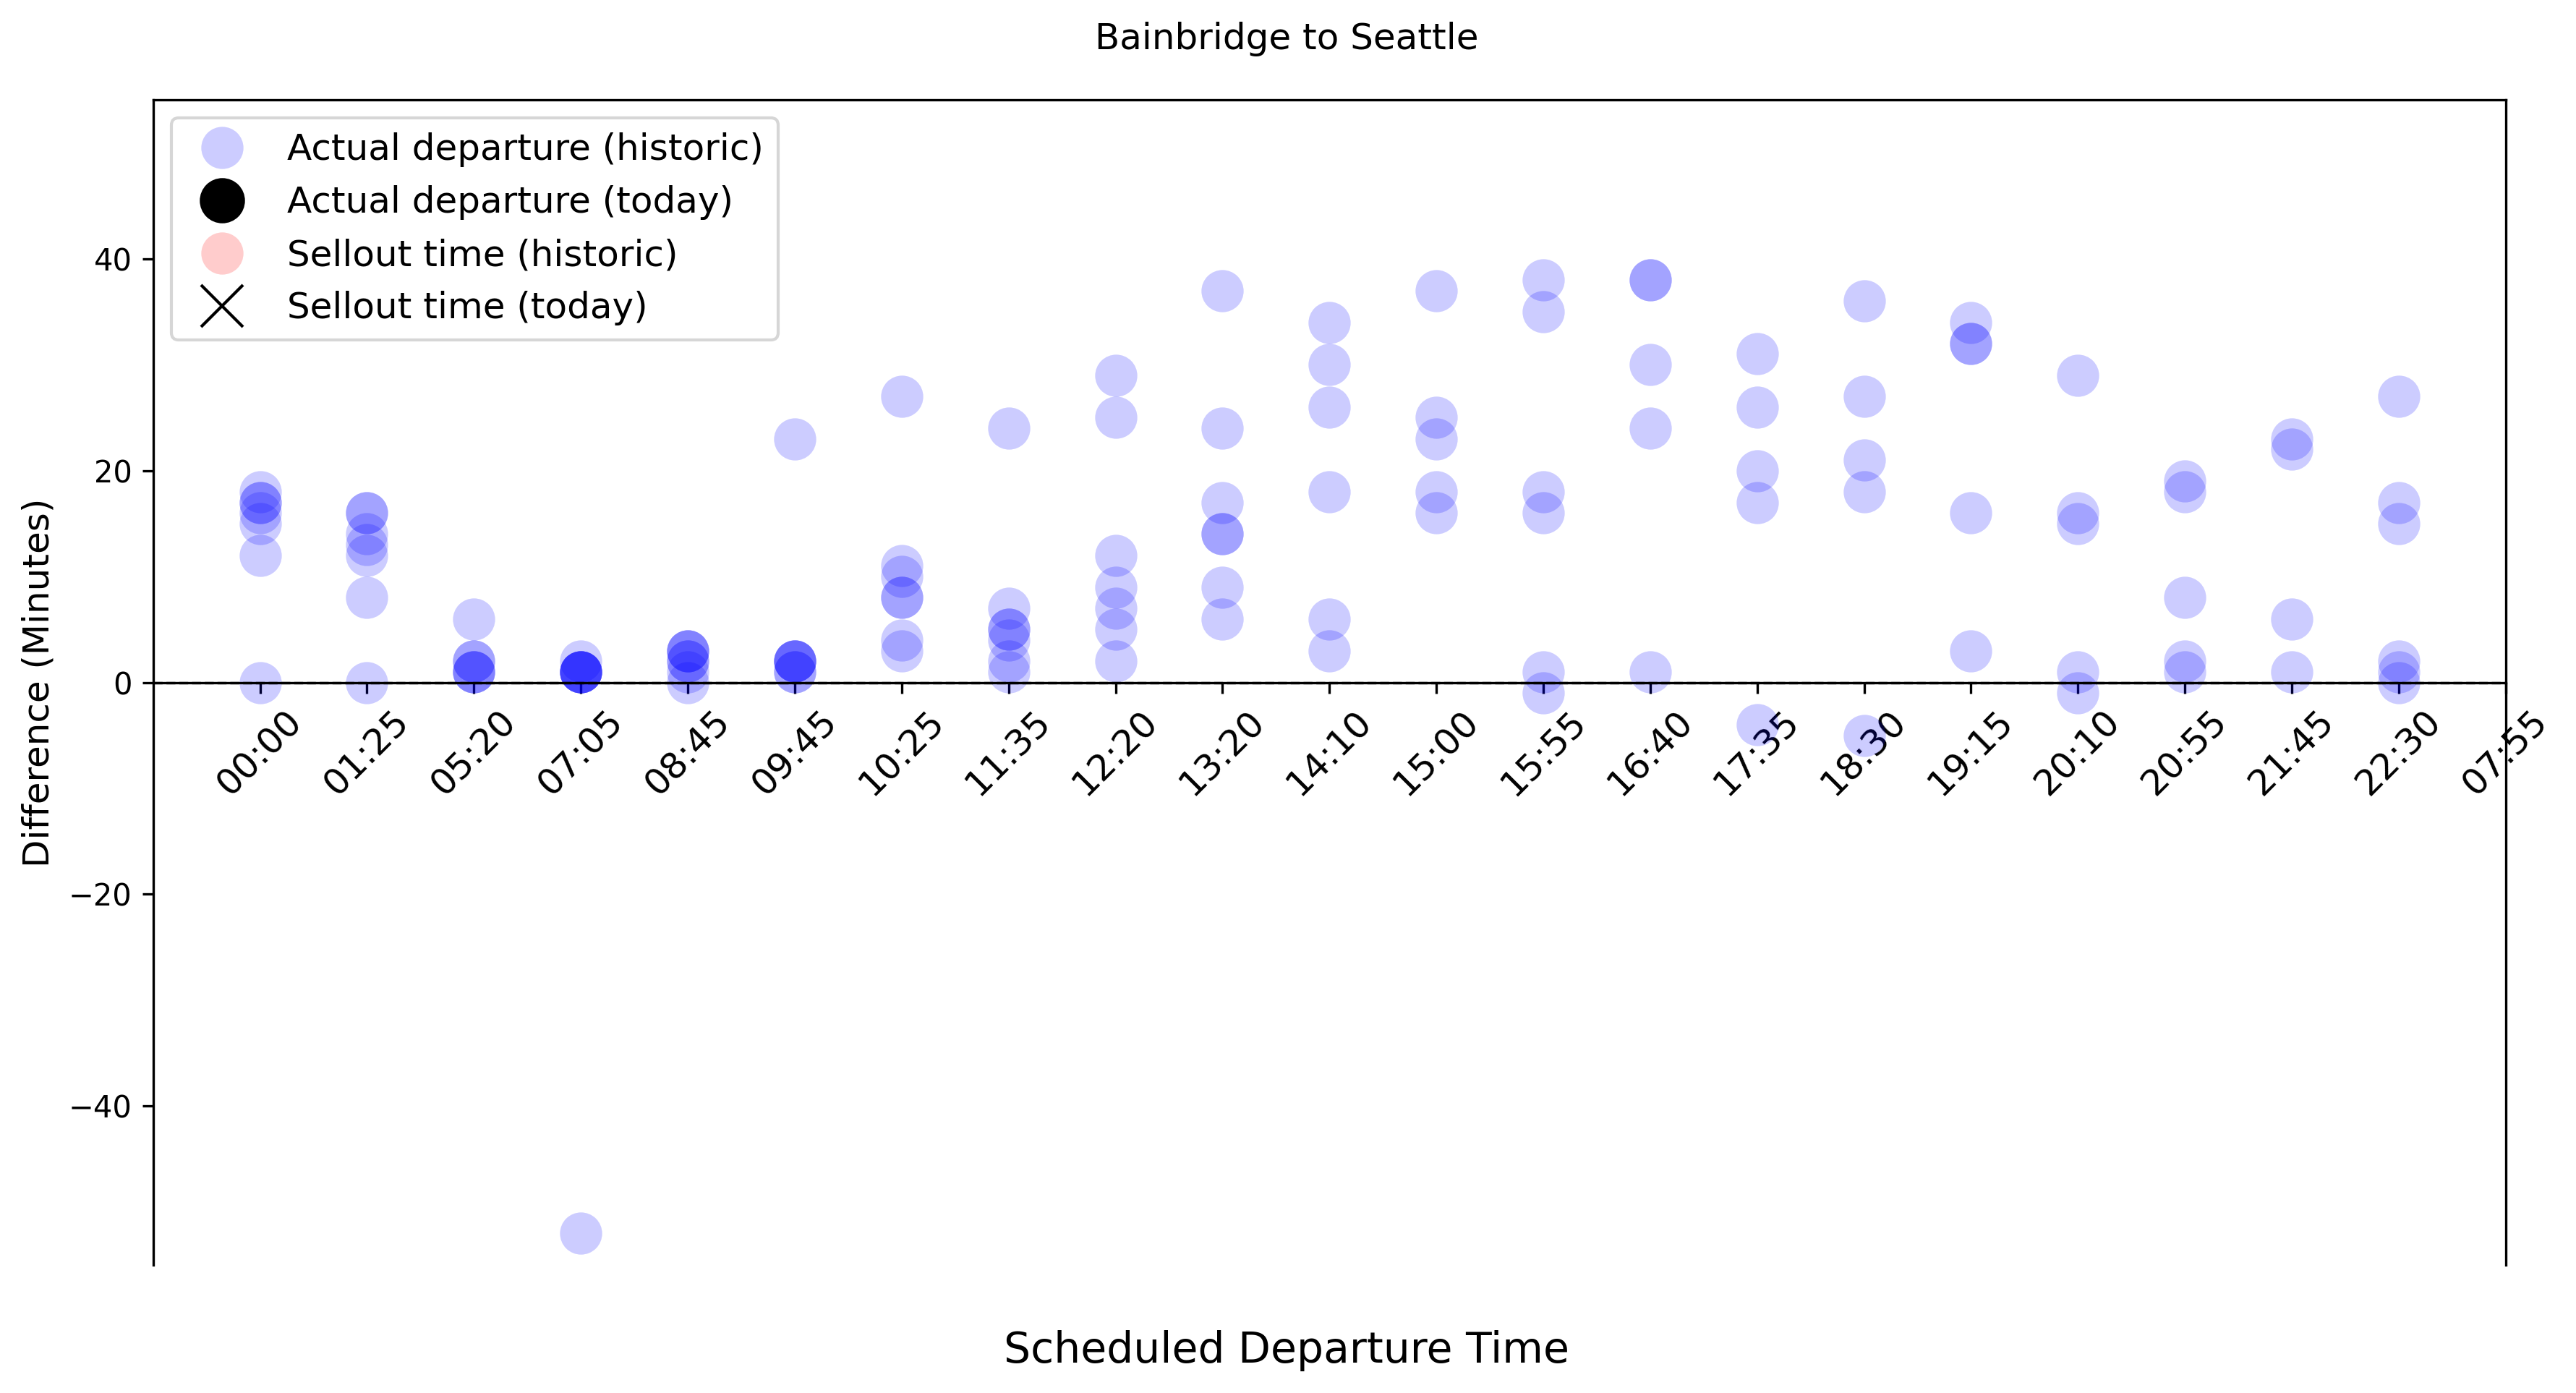 Bainbridge to Seattle
Actual departure (historic)
Actual departure (today)
Sellout time (historic)
Sellout time (today)
Difference (Minutes)
40
20
0
−20
−40
00:00 01:25 05:20 07:05 08:45 09:45 10:25 11:35 12:20 13:20 14:10 15:00 15:55 16:40 17:35 18:30 19:15 20:10 20:55 21:45 22:30 07:55
Scheduled Departure Time